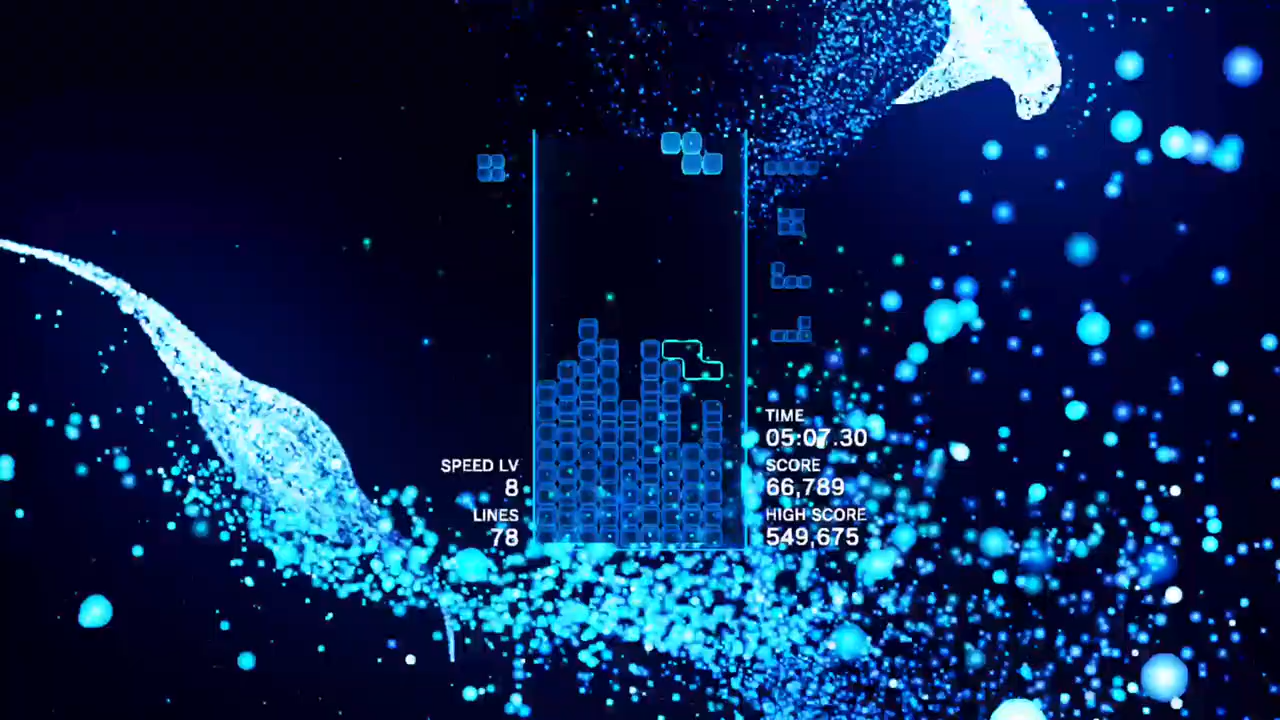 SPEED LV
8
LINES
78
TIME
05:07.30
SCORE
66,789
HIGH SCORE
549,675